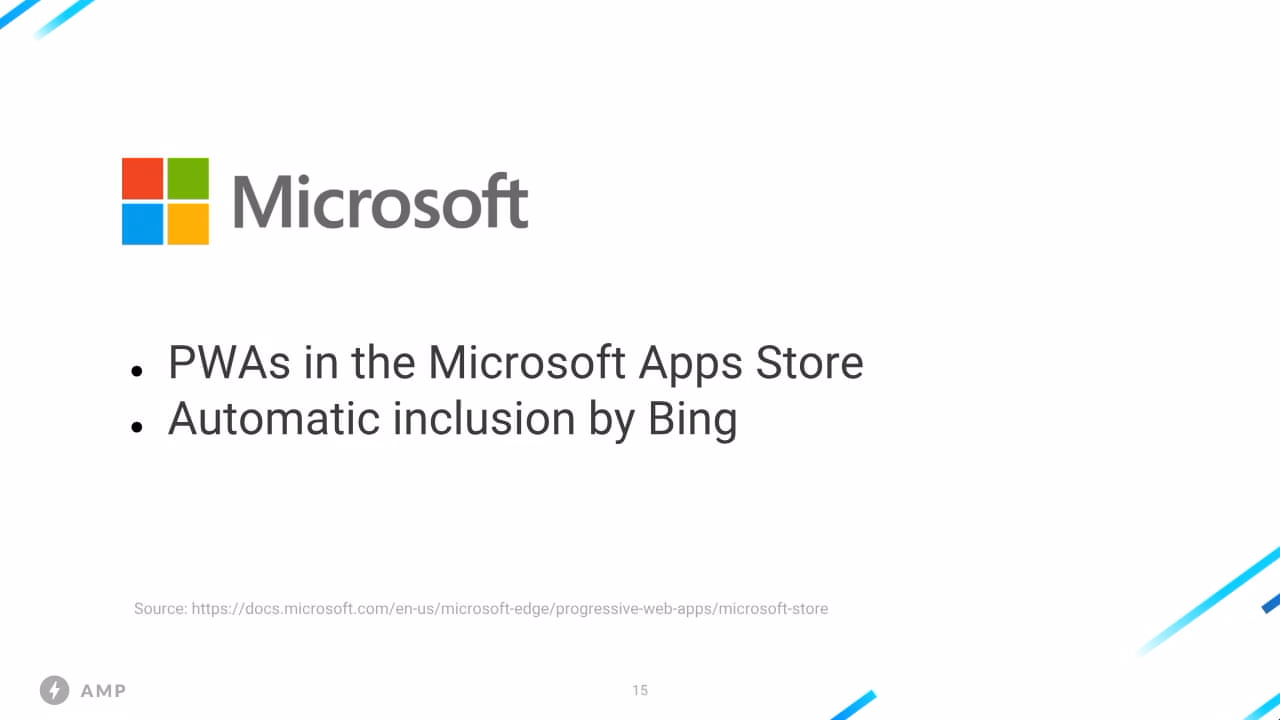 Microsoft
• PWAs in the Microsoft Apps Store
• Automatic inclusion by Bing
Source: https://docs.microsoft.com/en-us/microsoft-edge/progressive-web-apps/microsoft-store
AMP
15